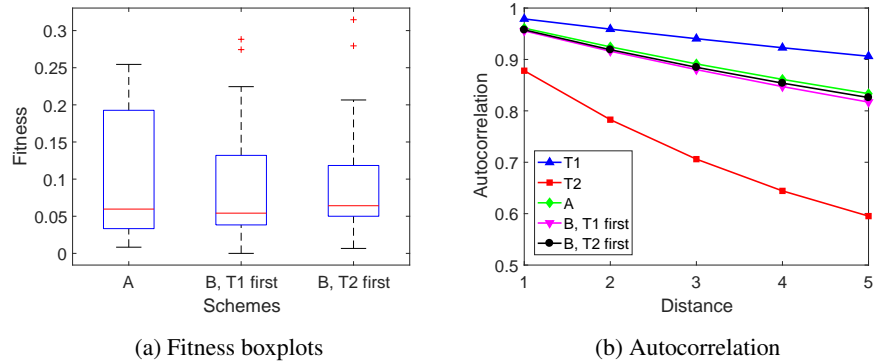 Fitness
0.3
0.25
0.2
0.15
0.1
0.05
0
A
B, T1 first
B, T2 first
Schemes
(a) Fitness boxplots
Autocorrelation
1
0.9
0.8
0.7
0.6
0.5
T1
T2
A
B, T1 first
B, T2 first
1 2 3 4 5
Distance
(b) Autocorrelation